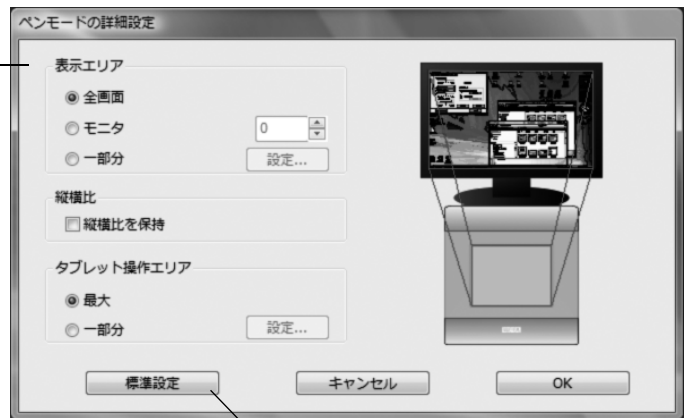 ペンモードの詳細設定
表示エリア
全画面
モニタ
0
一部分
設定...
縦横比
縦横比を保持
タブレット操作エリア
最大
一部分
設定...
標準設定
キャンセル
OK